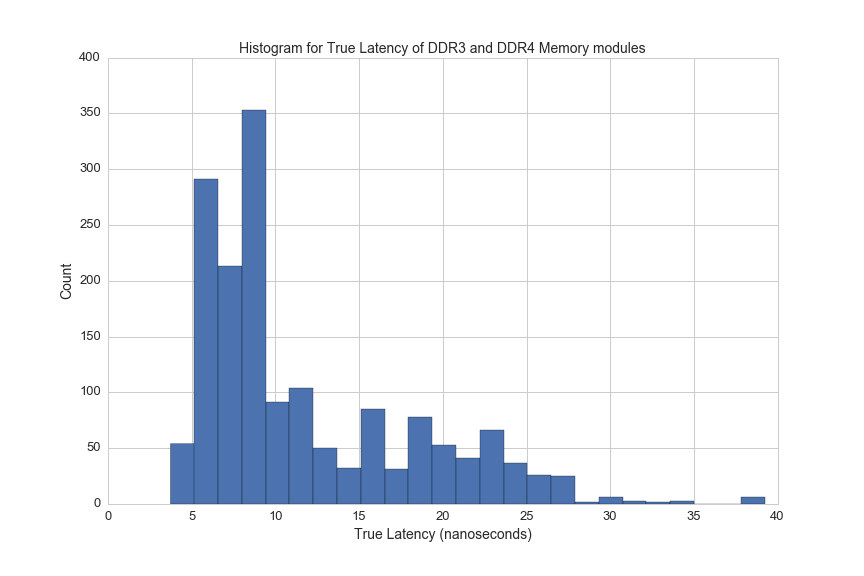 Histogram for True Latency of DDR3 and DDR4 Memory modules
400
350
300
250
200
150
100
50
0
Count
0 5 10 15 20 25 30 35 40
True Latency (nanoseconds)